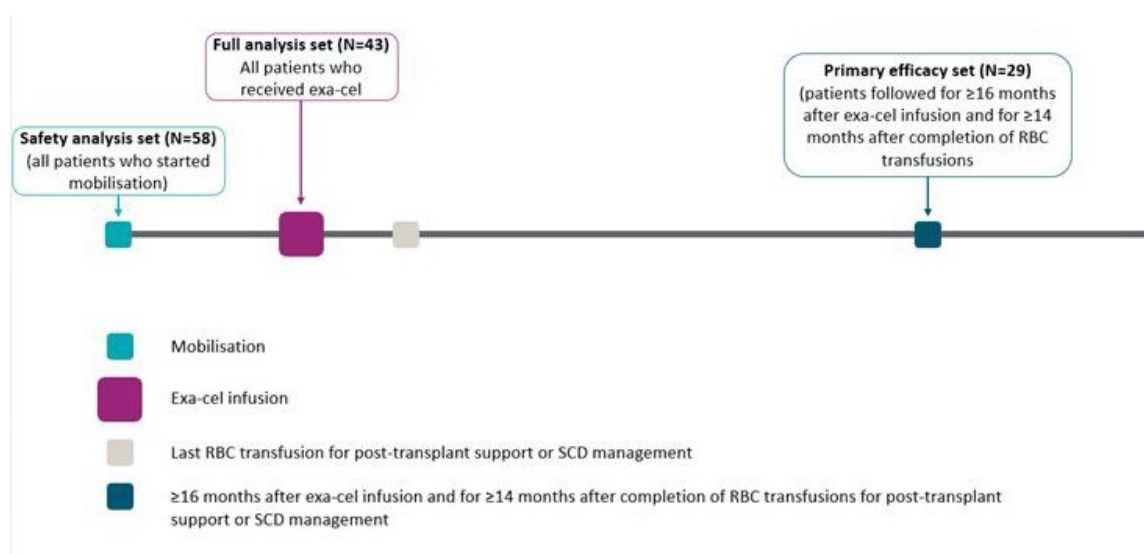 Full analysis set (N=43)
All patients who
received exa-cel
Primary efficacy set (N=29)
(patients followed for ≥16 months
after exa-cel infusion and for ≥14
months after completion of RBC
transfusions
Safety analysis set (N=58)
(all patients who started
mobilisation)
Mobilisation
Exa-cel infusion
Last RBC transfusion for post-transplant support or SCD management
≥16 months after exa-cel infusion and for ≥14 months after completion of RBC transfusions for post-transplant
support or SCD management